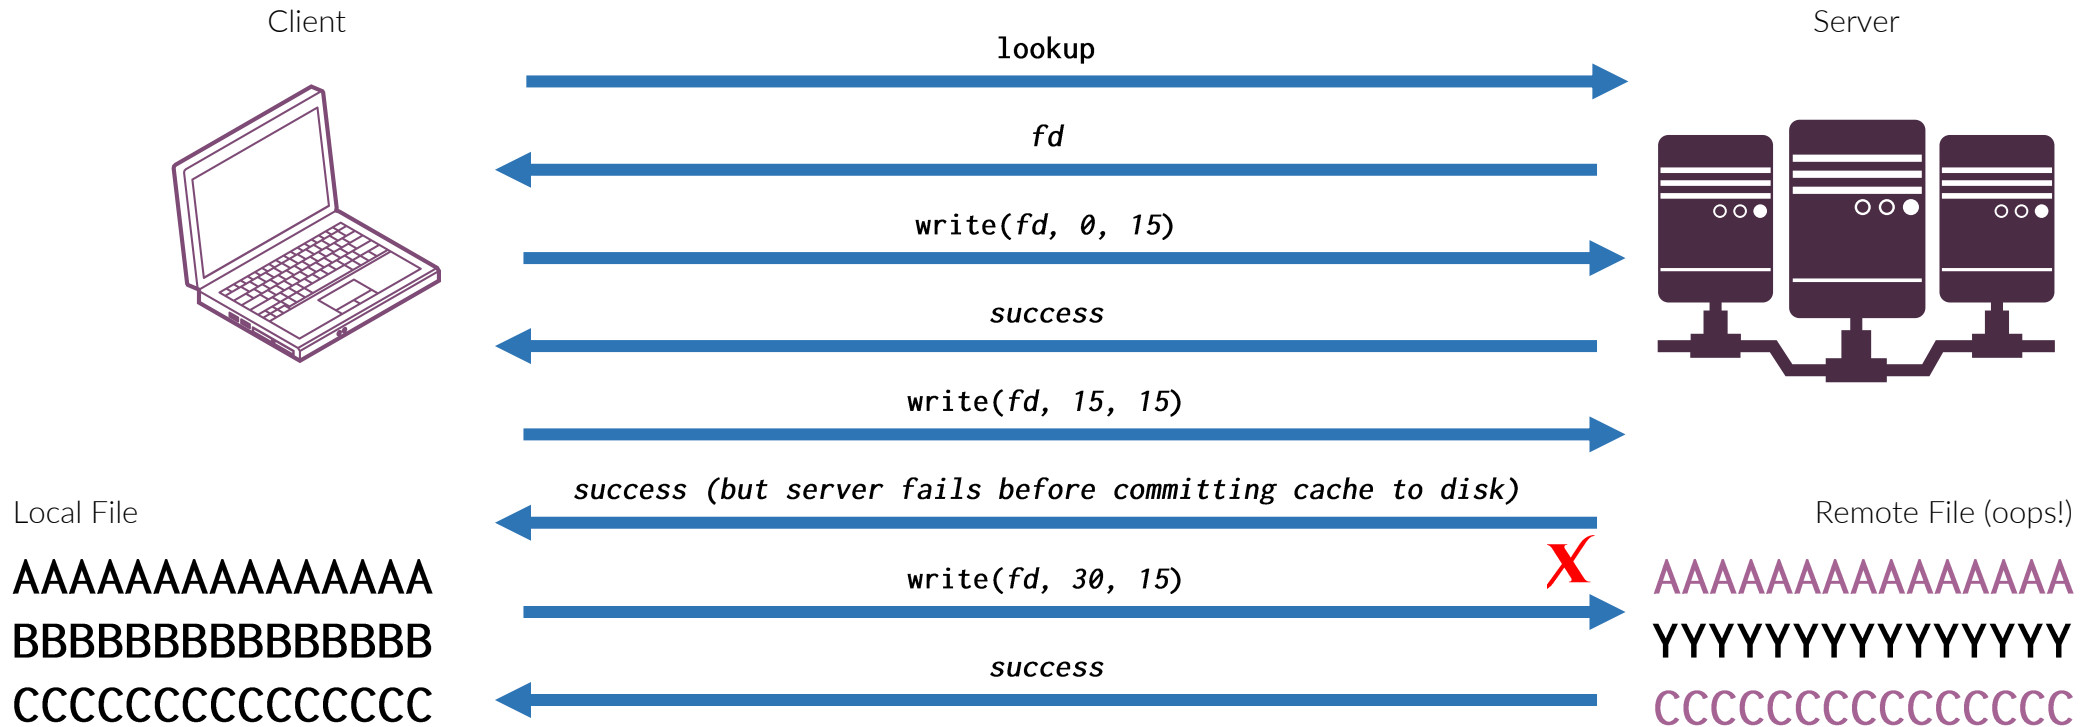 Client
Server
lookup
fd
write(fd, 0, 15)
success
write(fd, 15, 15)
success (but server fails before committing cache to disk)
Local File
Remote File (oops!)
X
AAAAAAAAAAAAAAA
write(fd, 30, 15)
AAAAAAAAAAAAAAA
BBBBBBBBBBBBBBB
YYYYYYYYYYYYYYY
success
CCCCCCCCCCCCCCC
CCCCCCCCCCCCCCC